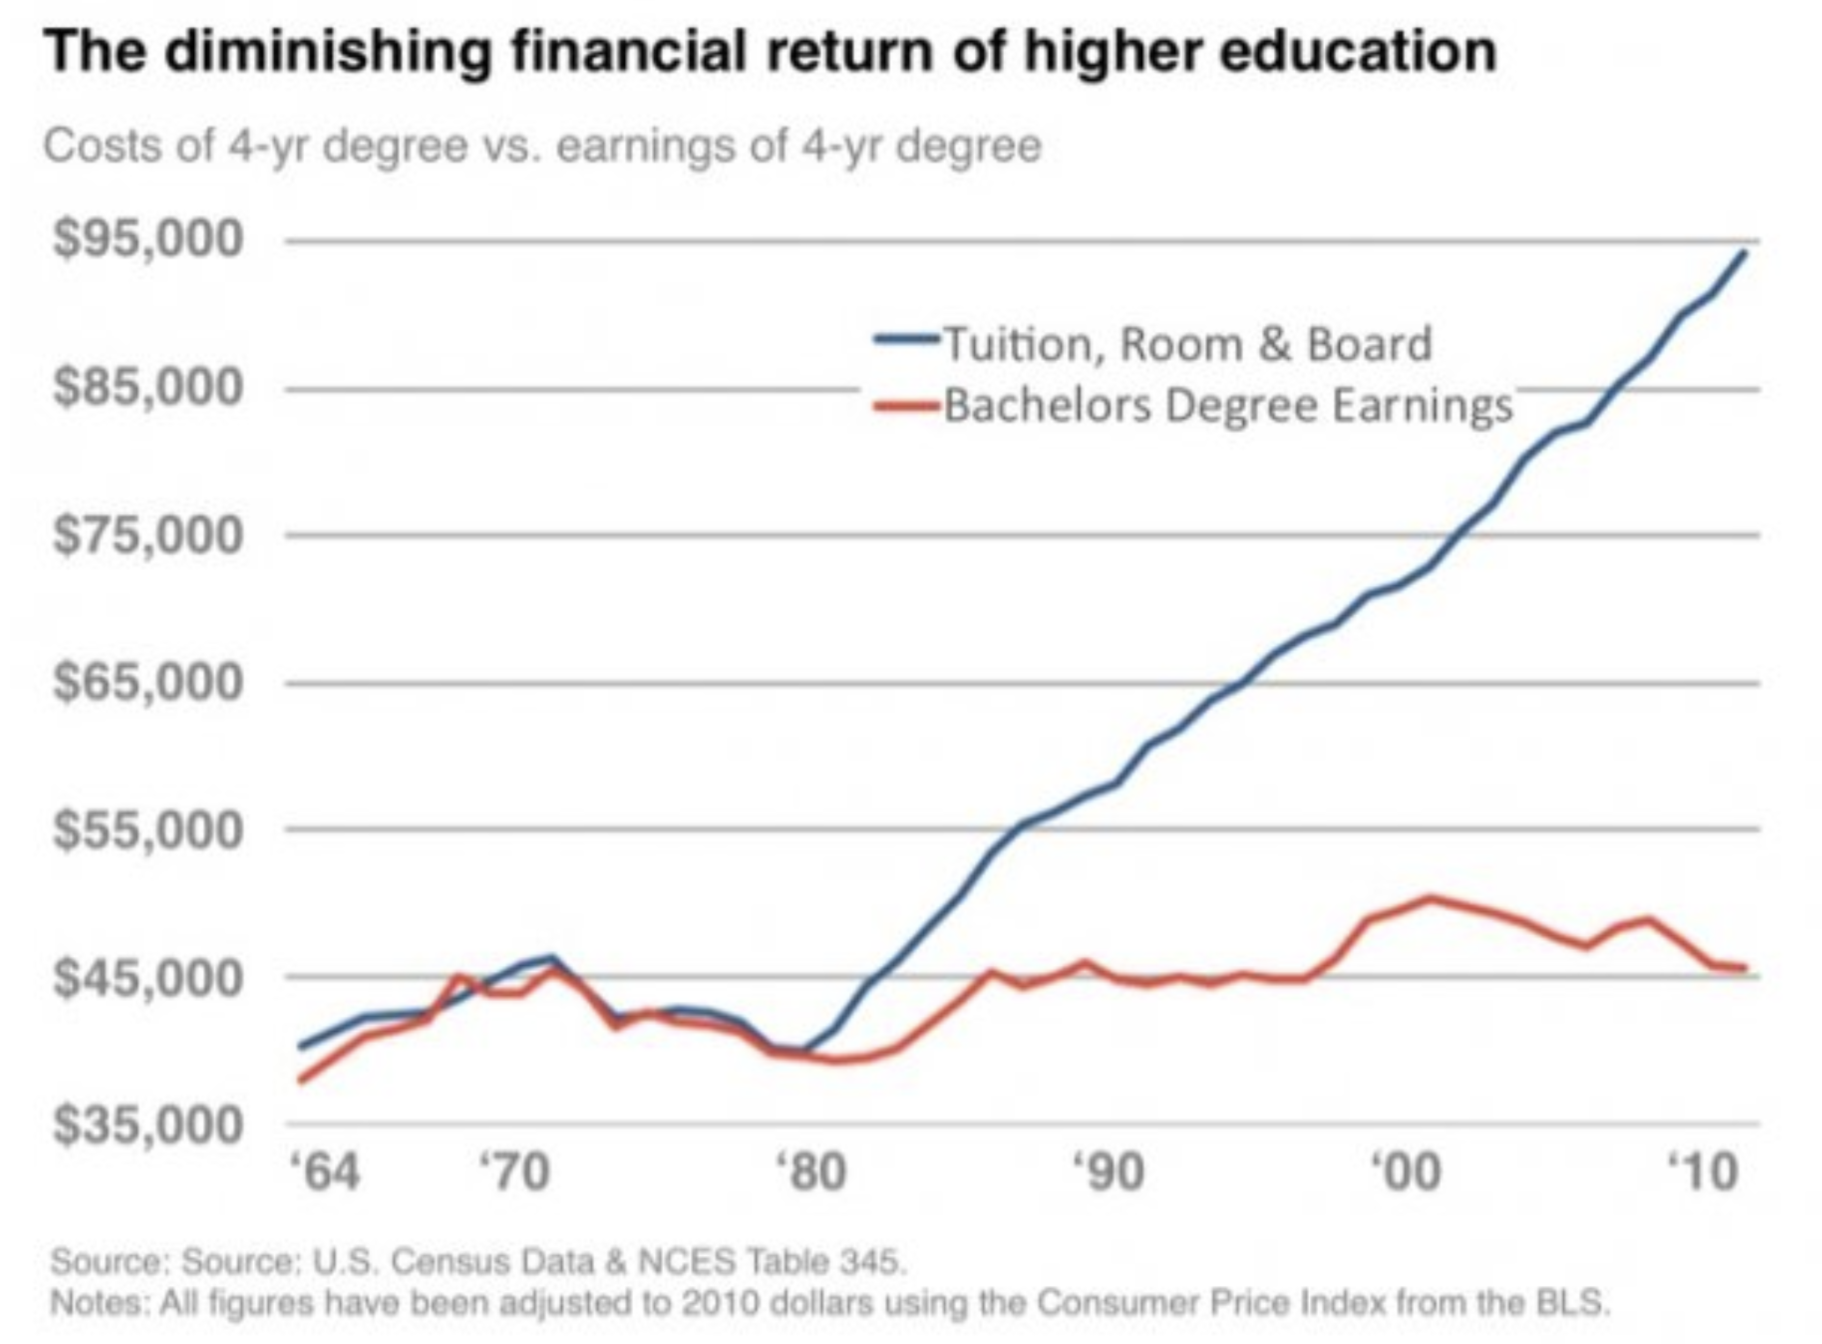 The diminishing financial return of higher education
Costs of 4-yr degree vs. earnings of 4-yr degree
$95,000
Tuition, Room & Board
$85,000
Bachelors Degree Earnings
$75,000
$65,000
$55,000
$45,000
$35,000
‘64 ‘70 ‘80 ‘90 ‘00 ‘10
Source: Source: U.S. Census Data & NCES Table 345.
Notes: All figures have been adjusted to 2010 dollars using the Consumer Price Index from the BLS.